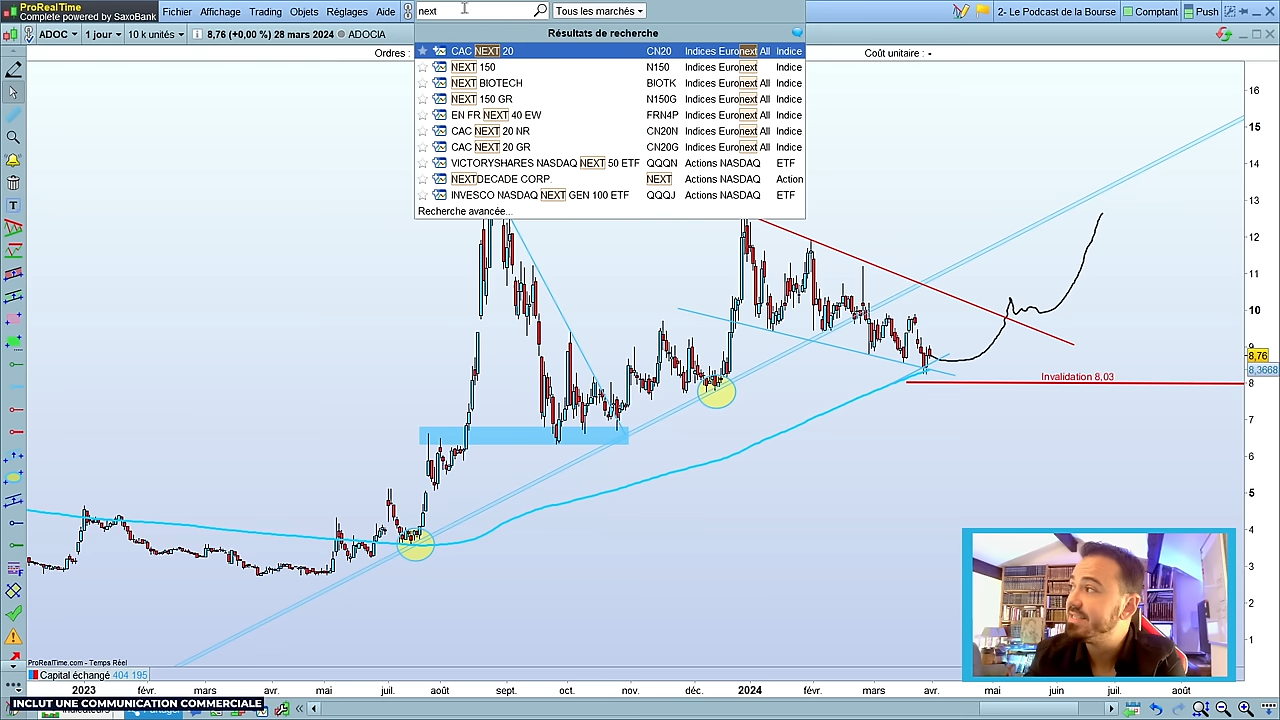 ProRealTime
Complete powered by SaxoBank
Fichier Affichage Trading Objets Réglages Aide
next
Tous les marchés
2- Le Podcast de la Bourse
Comptant
Push
ADOC 1 jour 10 k unités
8,76 (+0,00 %) 28 mars 2024 ADOCIA
Ordres :
Coût unitaire : -
Résultats de recherche
CAC NEXT 20 CN20 Indices Euronext All Indice
NEXT 150 N150 Indices Euronext All Indice
NEXT BIOTECH BIOTK Indices Euronext All Indice
NEXT 150 GR N150G Indices Euronext All Indice
EN FR NEXT 40 EW FRN4P Indices Euronext All Indice
CAC NEXT 20 NR CN20N Indices Euronext All Indice
CAC NEXT 20 GR CN20G Indices Euronext All Indice
VICTORYSHARES NASDAQ NEXT 50 ETF QQQN Actions NASDAQ ETF
NEXTDECADE CORP. NEXT Actions NASDAQ Action
INVESCO NASDAQ NEXT GEN 100 ETF QQQJ Actions NASDAQ ETF
Recherche avancée...
16
15
14
13
12
11
10
9
8,76
8,3668
8
Invalidation 8,03
7
6
5
4
3
2
1
ProRealTime.com - Temps Réel
Capital échangé 404 195
2023 févr. mars avr. mai juil. août sept. oct. nov. déc. 2024 févr. mars avr. mai juin juil. août
INCLUT UNE COMMUNICATION COMMERCIALE